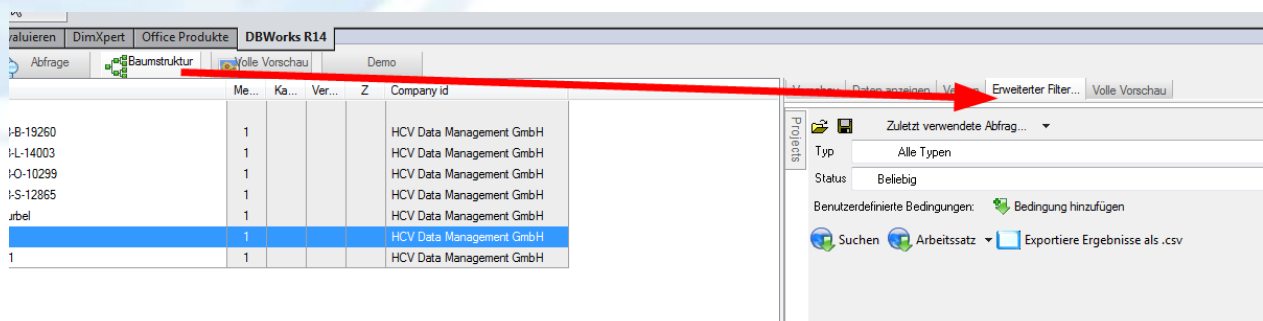 valuieren DimXpert Office Produkte DBWorks R14
Abfrage Baumstruktur Volle Vorschau Demo
Me... Ka... Ver... Z Company id
3-B-19260 1 HCV Data Management GmbH
3-L-14003 1 HCV Data Management GmbH
3-O-10299 1 HCV Data Management GmbH
3-S-12865 1 HCV Data Management GmbH
urbel 1 HCV Data Management GmbH
1 HCV Data Management GmbH
1 1 HCV Data Management GmbH
Daten anzeigen Erweiterter Filter... Volle Vorschau
Projects
Zuletzt verwendete Abfrag...
Typ Alle Typen
Status Beliebig
Benutzerdefinierte Bedingungen: Bedingung hinzufügen
Suchen Arbeitssatz Exportiere Ergebnisse als .csv